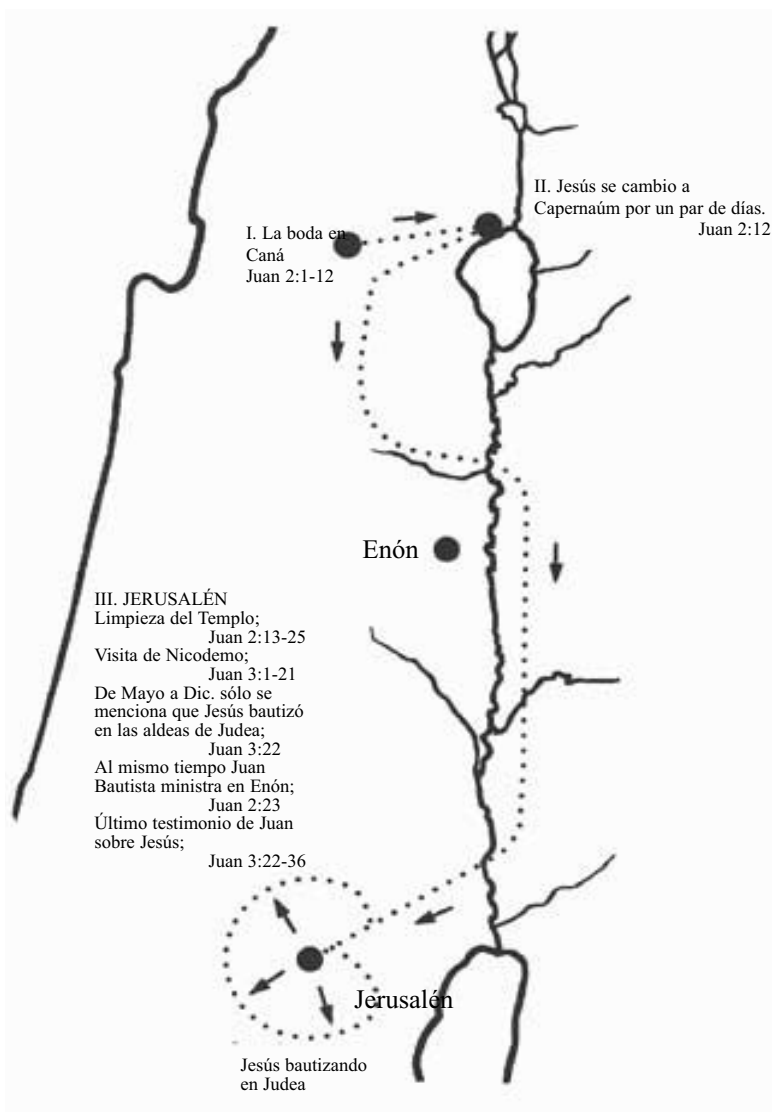 I. La boda en
Caná
Juan 2:1-12
II. Jesús se cambio a
Capernaúm por un par de días.
Juan 2:12
Enón
III. JERUSALÉN
Limpieza del Templo;
Juan 2:13-25
Visita de Nicodemo;
Juan 3:1-21
De Mayo a Dic. sólo se
menciona que Jesús bautizó
en las aldeas de Judea;
Juan 3:22
Al mismo tiempo Juan
Bautista ministra en Enón;
Juan 2:23
Último testimonio de Juan
sobre Jesús;
Juan 3:22-36
Jerusalén
Jesús bautizando
en Judea